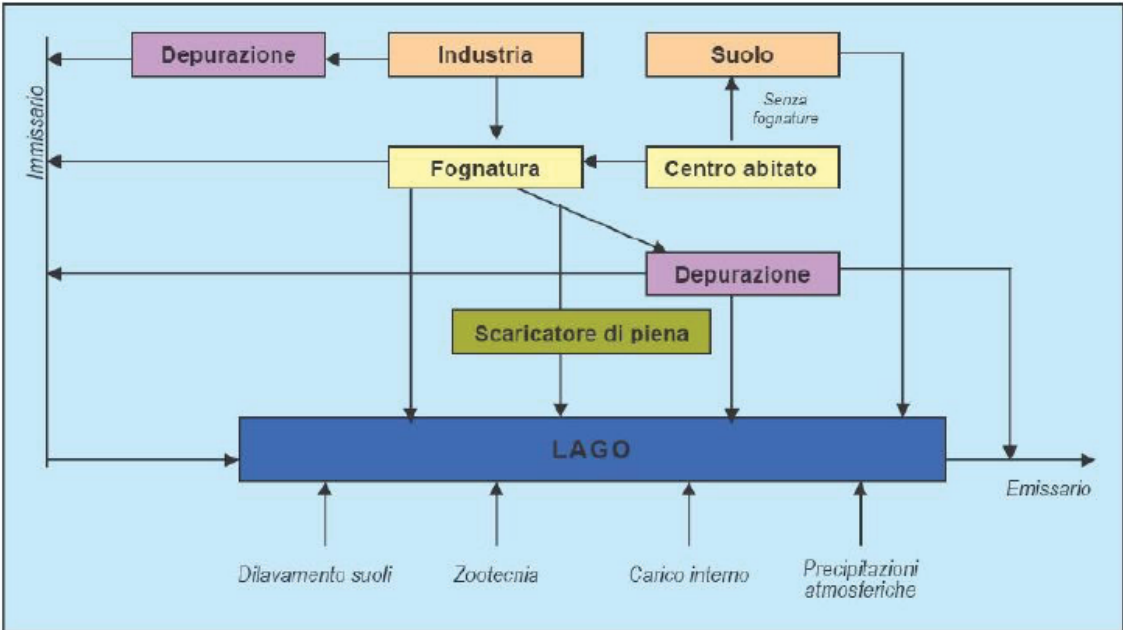 Depurazione
Industria
Suolo
Immissario
Senza
fognature
Fognatura
Centro abitato
Depurazione
Scaricatore di piena
LAGO
Emissario
Dilavamento suoli
Zootecnia
Carico interno
Precipitazioni
atmosferiche